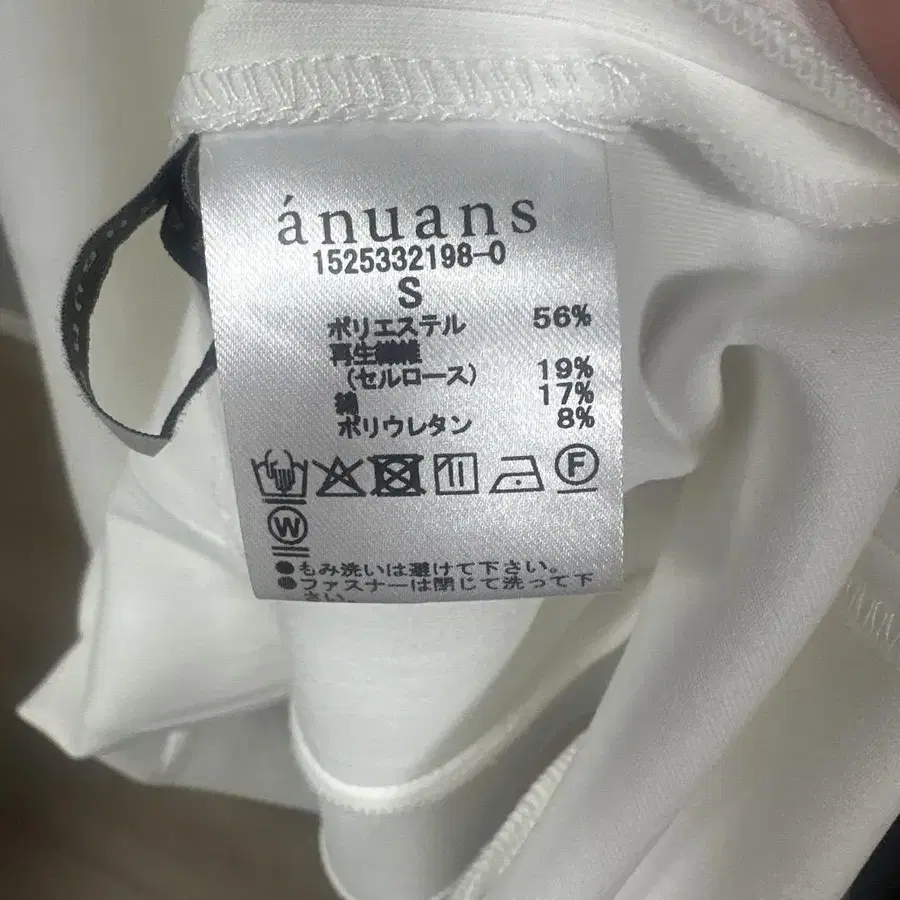 ánuans
1525332198-0
S
ポリエステル 56%
再生繊維
(セルロース) 19%
綿 17%
ポリウレタン 8%
F
W
●もみ洗いは避けて下さい。
●ファスナーは閉じて洗って下
さい。